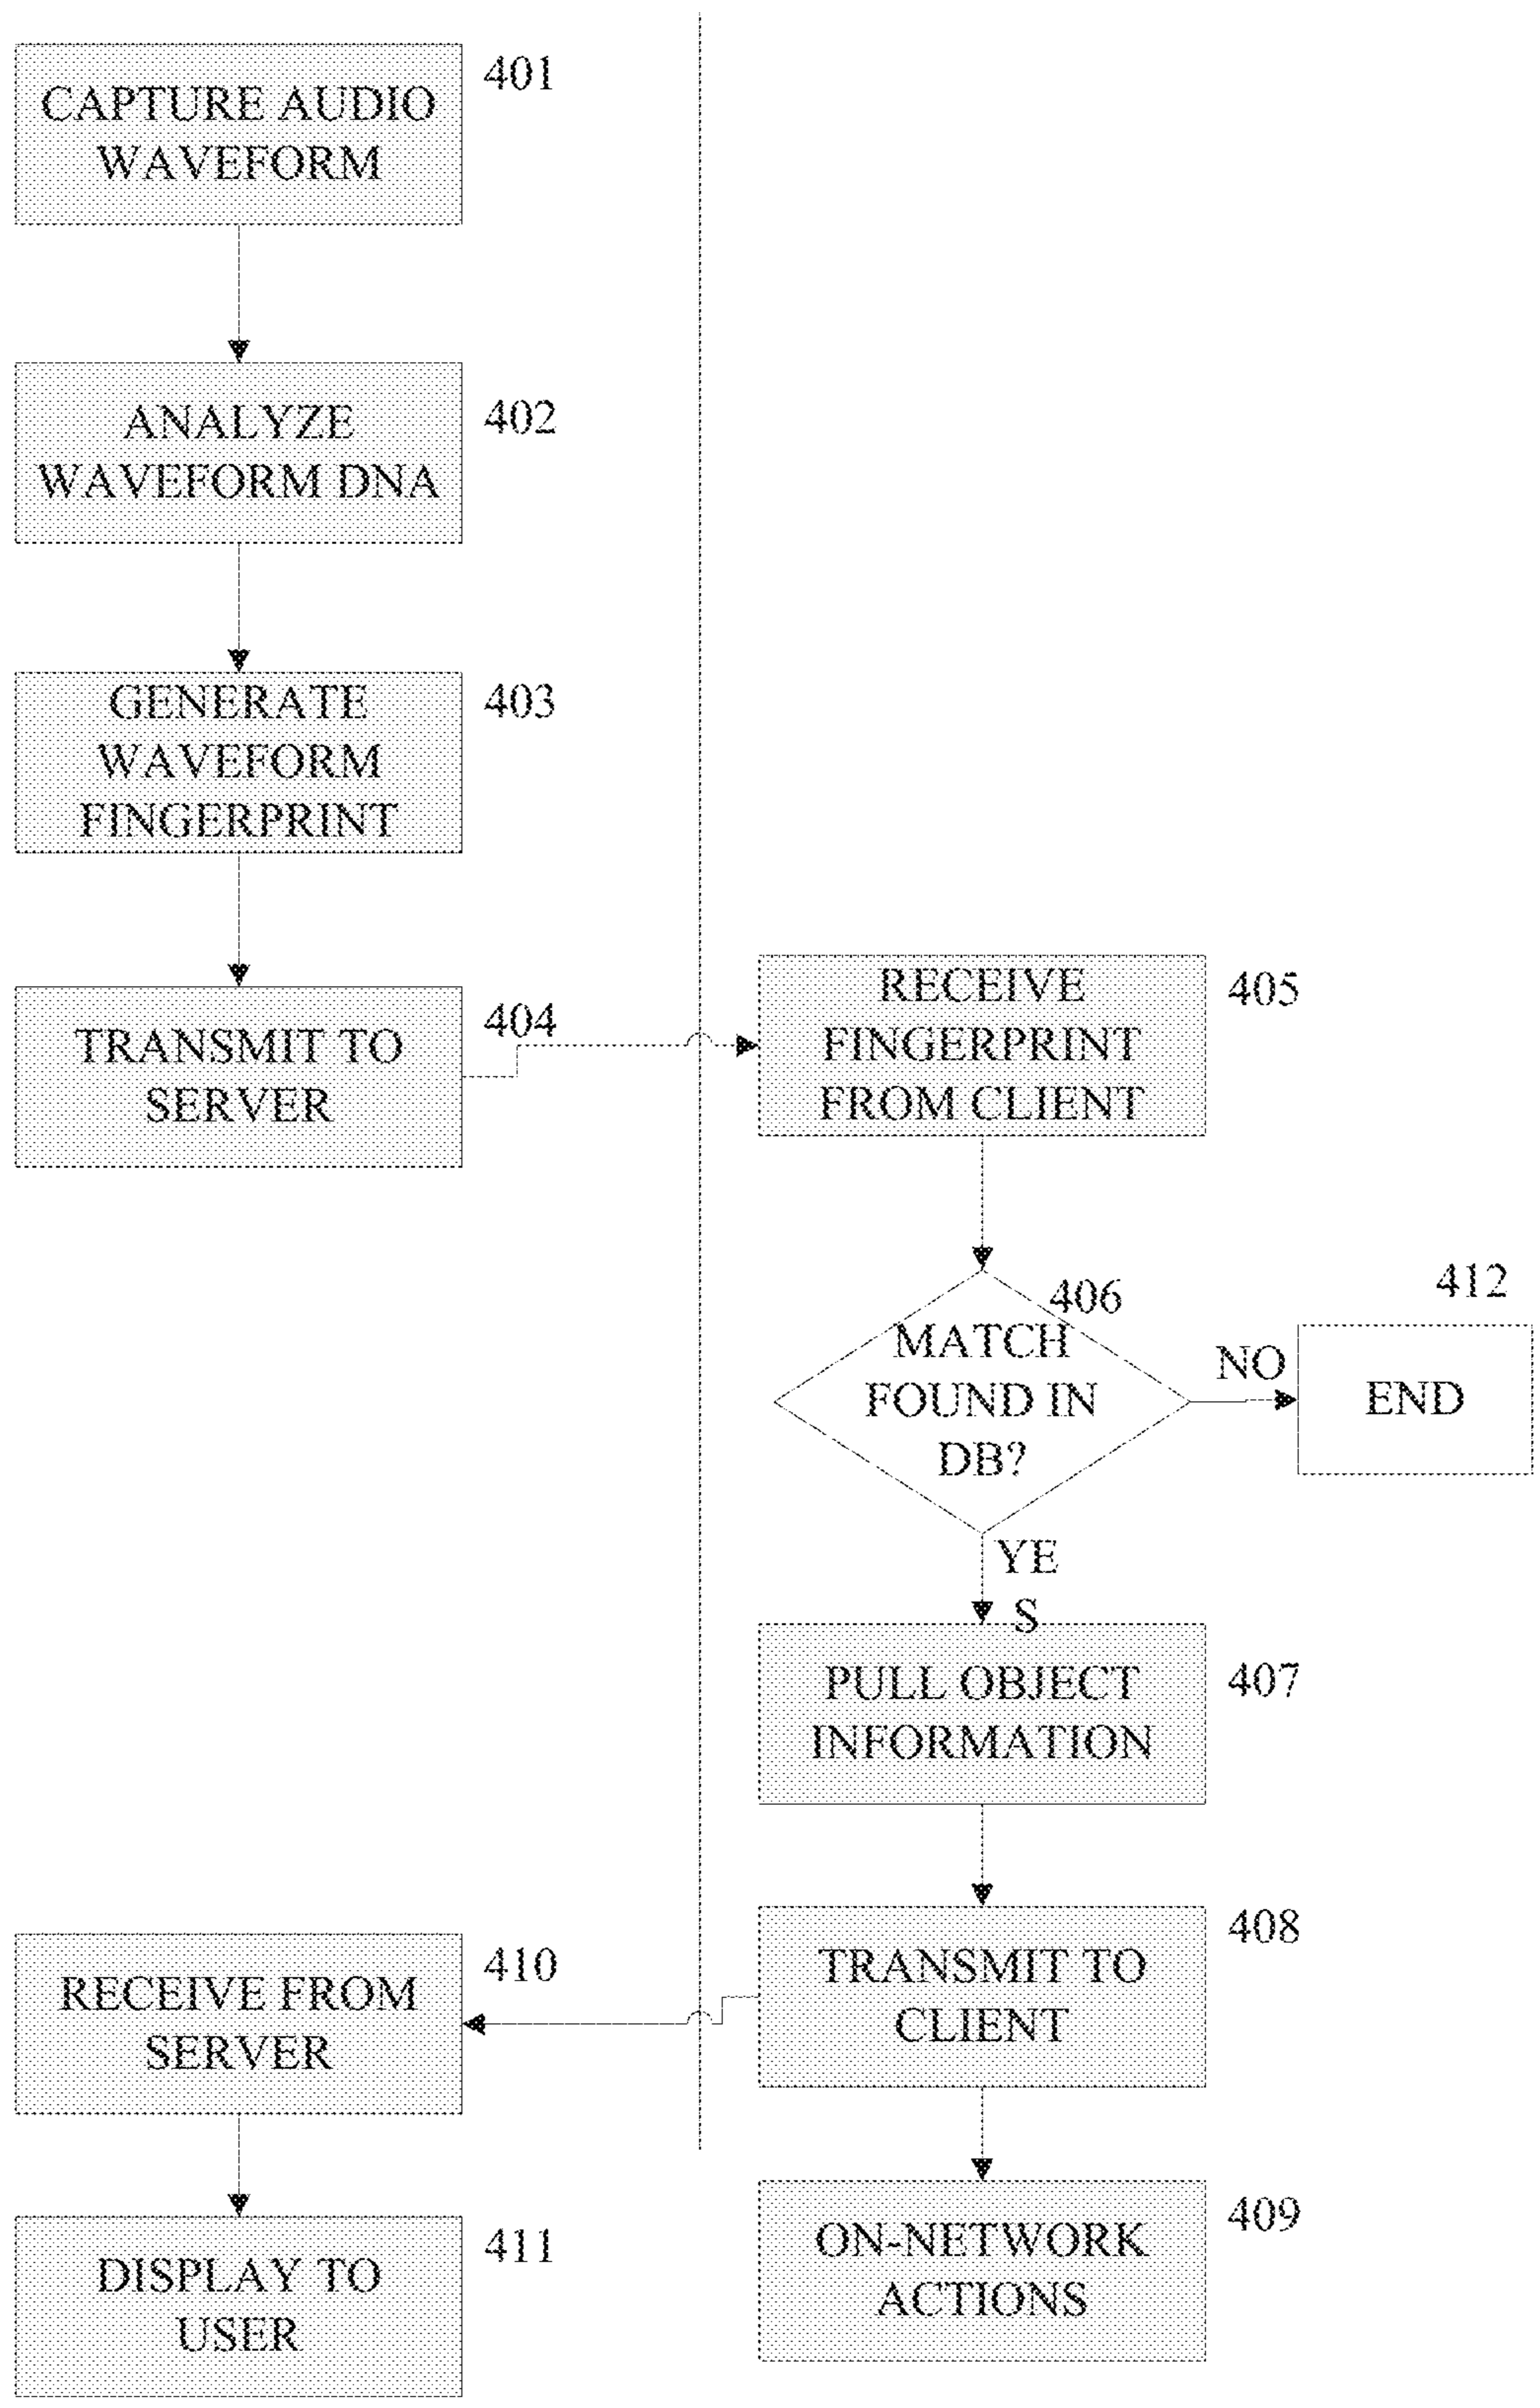 401
CAPTURE AUDIO
WAVEFORM
402
ANALYZE
WAVEFORM DNA
403
GENERATE
WAVEFORM
FINGERPRINT
404
TRANSMIT TO
SERVER
405
RECEIVE
FINGERPRINT
FROM CLIENT
406
MATCH
FOUND IN
DB?
NO
412
END
YE
S
407
PULL OBJECT
INFORMATION
408
TRANSMIT TO
CLIENT
410
RECEIVE FROM
SERVER
409
ON-NETWORK
ACTIONS
411
DISPLAY TO
USER